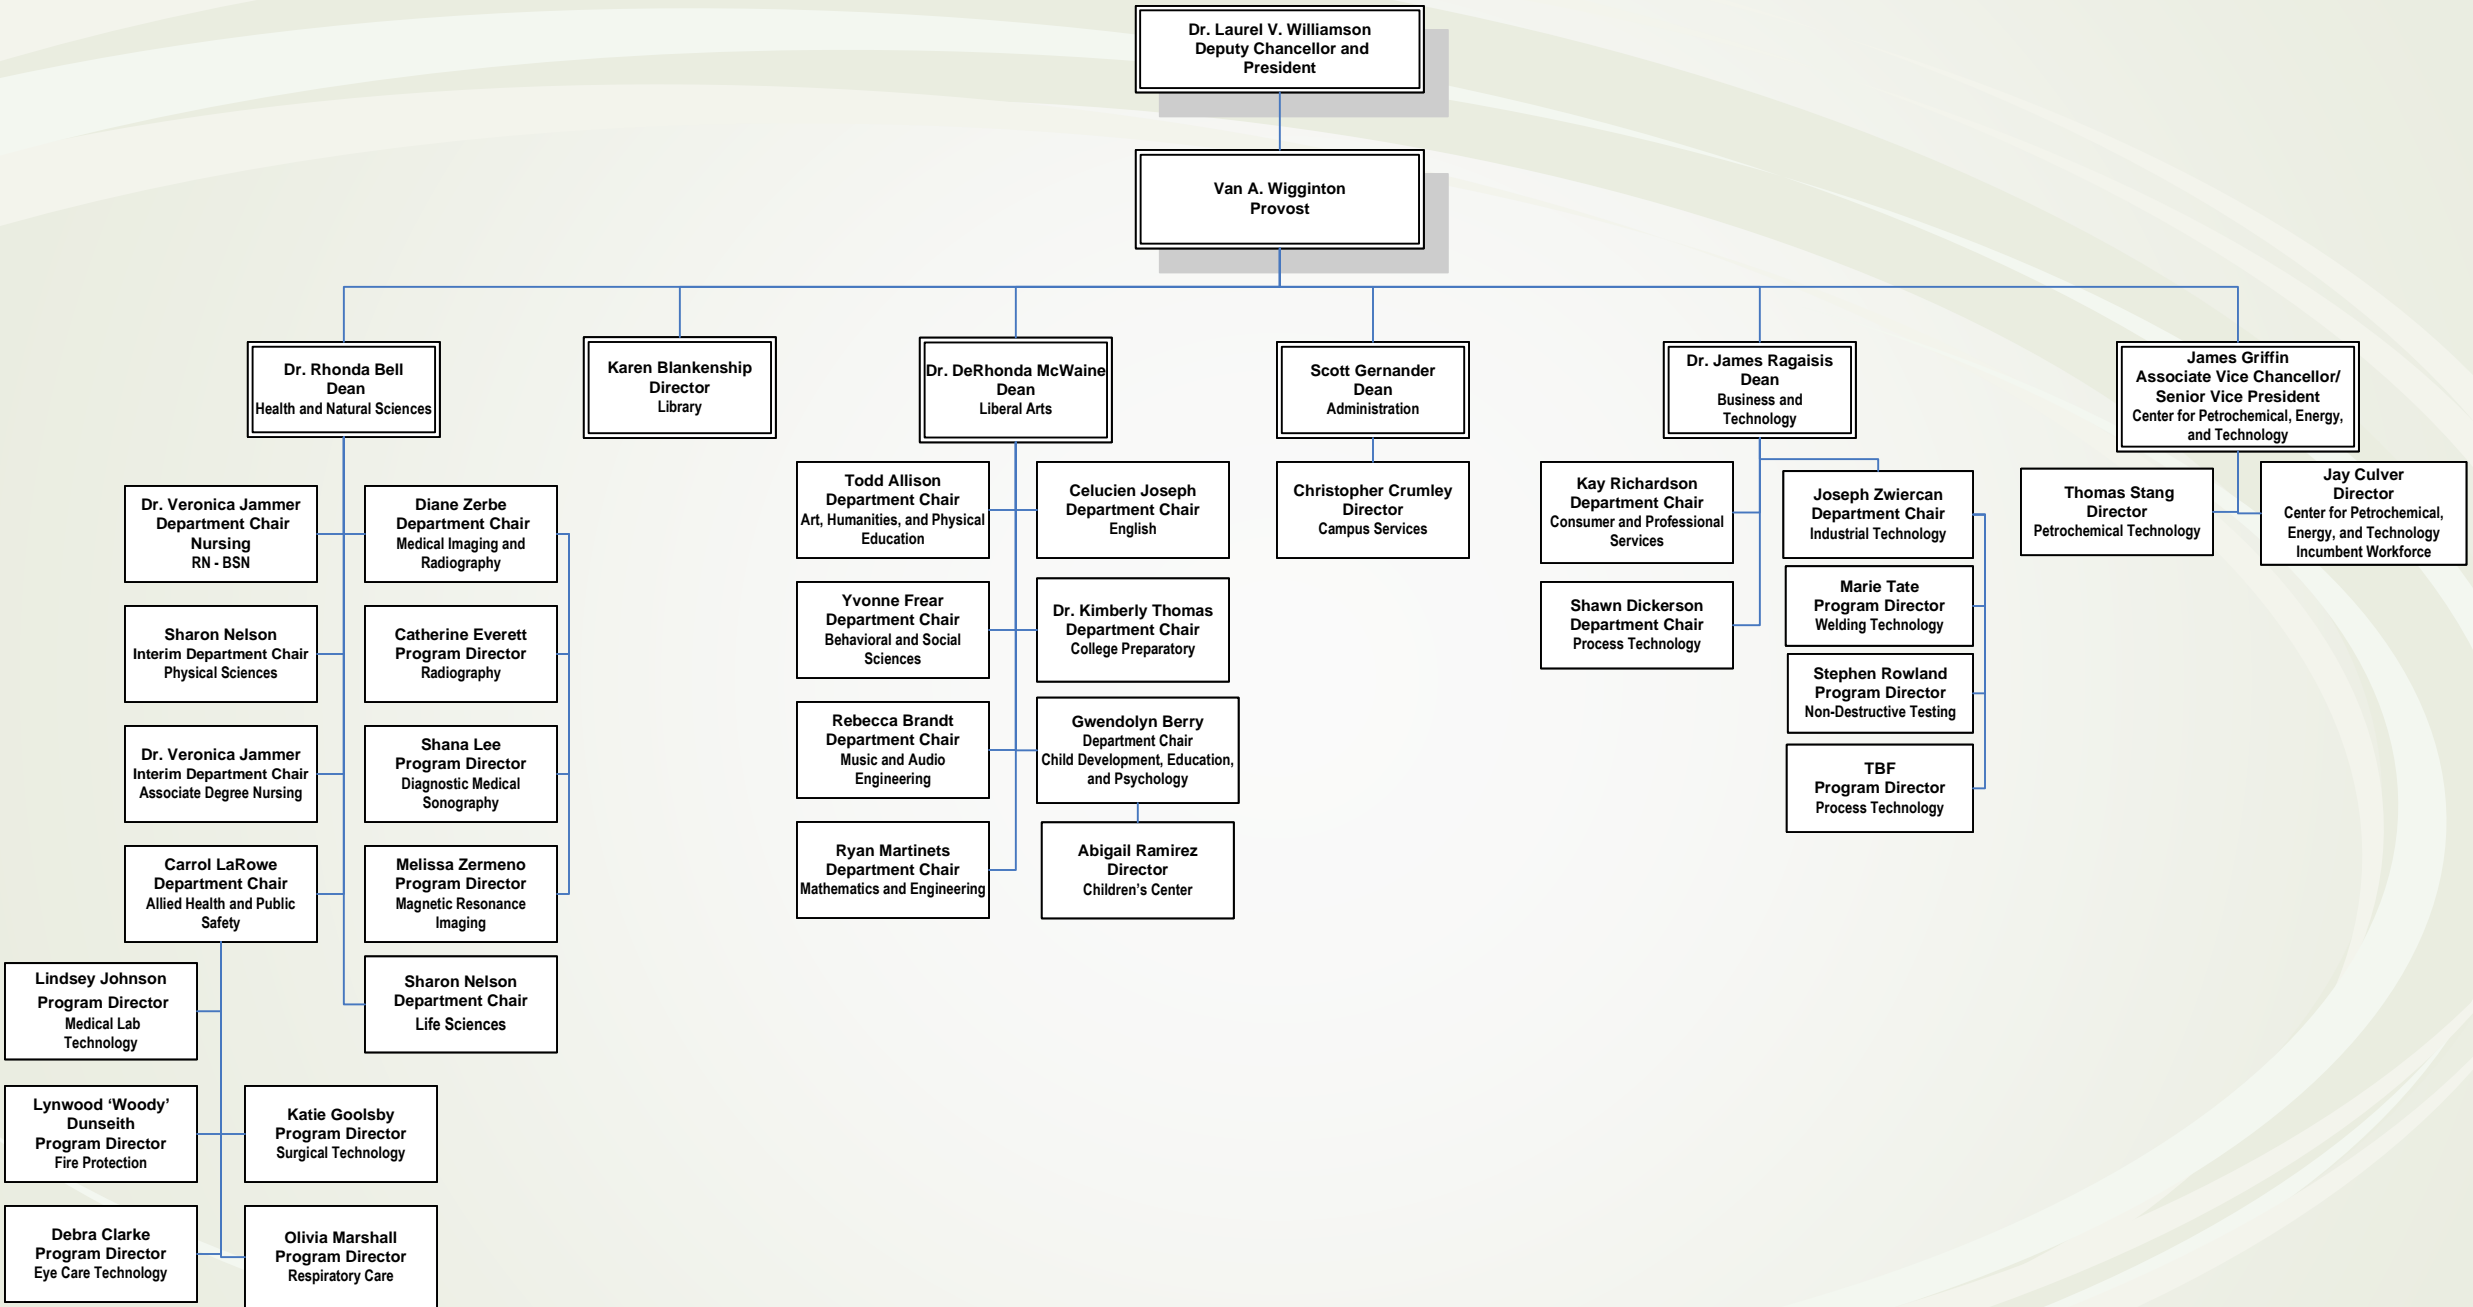 Dr. Laurel V. Williamson
Deputy Chancellor and
President
Van A. Wigginton
Provost
Dr. Rhonda Bell
Dean
Health and Natural Sciences
Karen Blankenship
Director
Library
Dr. DeRhonda McWaine
Dean
Liberal Arts
Scott Gernander
Dean
Administration
Dr. James Ragaisis
Dean
Business and
Technology
James Griffin
Associate Vice Chancellor/
Senior Vice President
Center for Petrochemical, Energy,
and Technology
Dr. Veronica Jammer
Department Chair
Nursing
RN - BSN
Diane Zerbe
Department Chair
Medical Imaging and
Radiography
Sharon Nelson
Interim Department Chair
Physical Sciences
Catherine Everett
Program Director
Radiography
Dr. Veronica Jammer
Interim Department Chair
Associate Degree Nursing
Shana Lee
Program Director
Diagnostic Medical
Sonography
Carrol LaRowe
Department Chair
Allied Health and Public
Safety
Melissa Zermeno
Program Director
Magnetic Resonance
Imaging
Lindsey Johnson
Program Director
Medical Lab
Technology
Sharon Nelson
Department Chair
Life Sciences
Lynwood ‘Woody’
Dunseith
Program Director
Fire Protection
Katie Goolsby
Program Director
Surgical Technology
Debra Clarke
Program Director
Eye Care Technology
Olivia Marshall
Program Director
Respiratory Care
Todd Allison
Department Chair
Art, Humanities, and Physical
Education
Celucien Joseph
Department Chair
English
Yvonne Frear
Department Chair
Behavioral and Social
Sciences
Dr. Kimberly Thomas
Department Chair
College Preparatory
Rebecca Brandt
Department Chair
Music and Audio
Engineering
Gwendolyn Berry
Department Chair
Child Development, Education,
and Psychology
Ryan Martinets
Department Chair
Mathematics and Engineering
Abigail Ramirez
Director
Children’s Center
Christopher Crumley
Director
Campus Services
Kay Richardson
Department Chair
Consumer and Professional
Services
Joseph Zwiercan
Department Chair
Industrial Technology
Shawn Dickerson
Department Chair
Process Technology
Marie Tate
Program Director
Welding Technology
Stephen Rowland
Program Director
Non-Destructive Testing
TBF
Program Director
Process Technology
Thomas Stang
Director
Petrochemical Technology
Jay Culver
Director
Center for Petrochemical,
Energy, and Technology
Incumbent Workforce